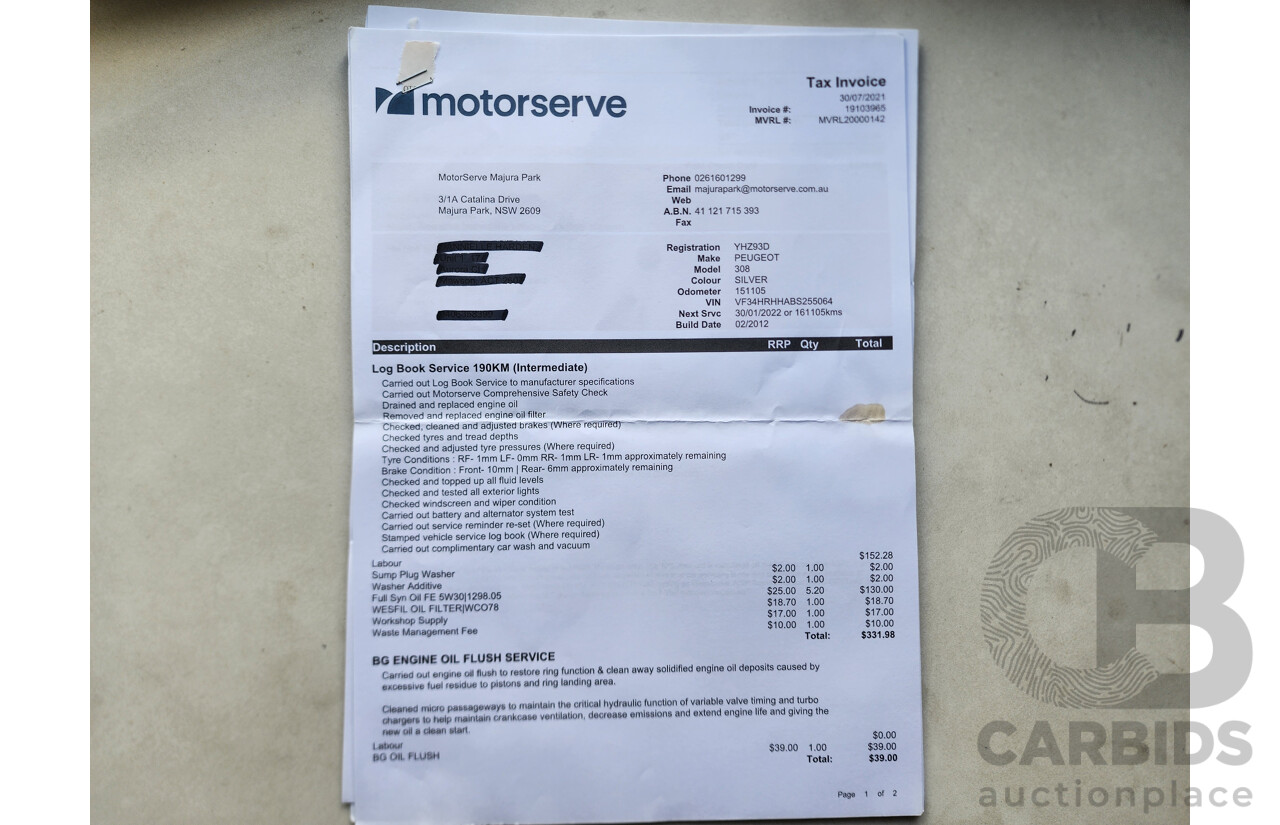 motorserve
Tax Invoice
30/07/2021
Invoice #: 19103965
MVRL #: MVRL20000142
MotorServe Majura Park
3/1A Catalina Drive
Majura Park, NSW 2609
Phone 0261601299
Email majurapark@motorserve.com.au
Web
A.B.N. 41 121 715 393
Fax
Registration YHZ93D
Make PEUGEOT
Model 308
Colour SILVER
Odometer 151105
VIN VF34HRHHABS255064
Next Srvc 30/01/2022 or 161105kms
Build Date 02/2012
Description RRP Qty Total
Log Book Service 190KM (Intermediate)
Carried out Log Book Service to manufacturer specifications
Carried out Motorserve Comprehensive Safety Check
Drained and replaced engine oil
Removed and replaced engine oil filter
Checked, cleaned and adjusted brakes (Where required)
Checked tyres and tread depths
Checked and adjusted tyre pressures (Where required)
Tyre Conditions : RF- 1mm LF- 0mm RR- 1mm LR- 1mm approximately remaining
Brake Condition : Front- 10mm | Rear- 6mm approximately remaining
Checked and topped up all fluid levels
Checked and tested all exterior lights
Checked windscreen and wiper condition
Carried out battery and alternator system test
Carried out service reminder re-set (Where required)
Stamped vehicle service log book (Where required)
Carried out complimentary car wash and vacuum
Labour $152.28
Sump Plug Washer $2.00 1.00 $2.00
Washer Additive $2.00 1.00 $2.00
Full Syn Oil FE 5W30|1298.05 $25.00 5.20 $130.00
WESFIL OIL FILTER|WCO78 $18.70 1.00 $18.70
Workshop Supply $17.00 1.00 $17.00
Waste Management Fee $10.00 1.00 $10.00
Total: $331.98
BG ENGINE OIL FLUSH SERVICE
Carried out engine oil flush to restore ring function & clean away solidified engine oil deposits caused by
excessive fuel residue to pistons and ring landing area.
Cleaned micro passageways to maintain the critical hydraulic function of variable valve timing and turbo
chargers to help maintain crankcase ventilation, decrease emissions and extend engine life and giving the
new oil a clean start.
Labour $0.00
BG OIL FLUSH $39.00 1.00 $39.00
Total: $39.00
Page 1 of 2
CB
CARBIDS
auctionplace